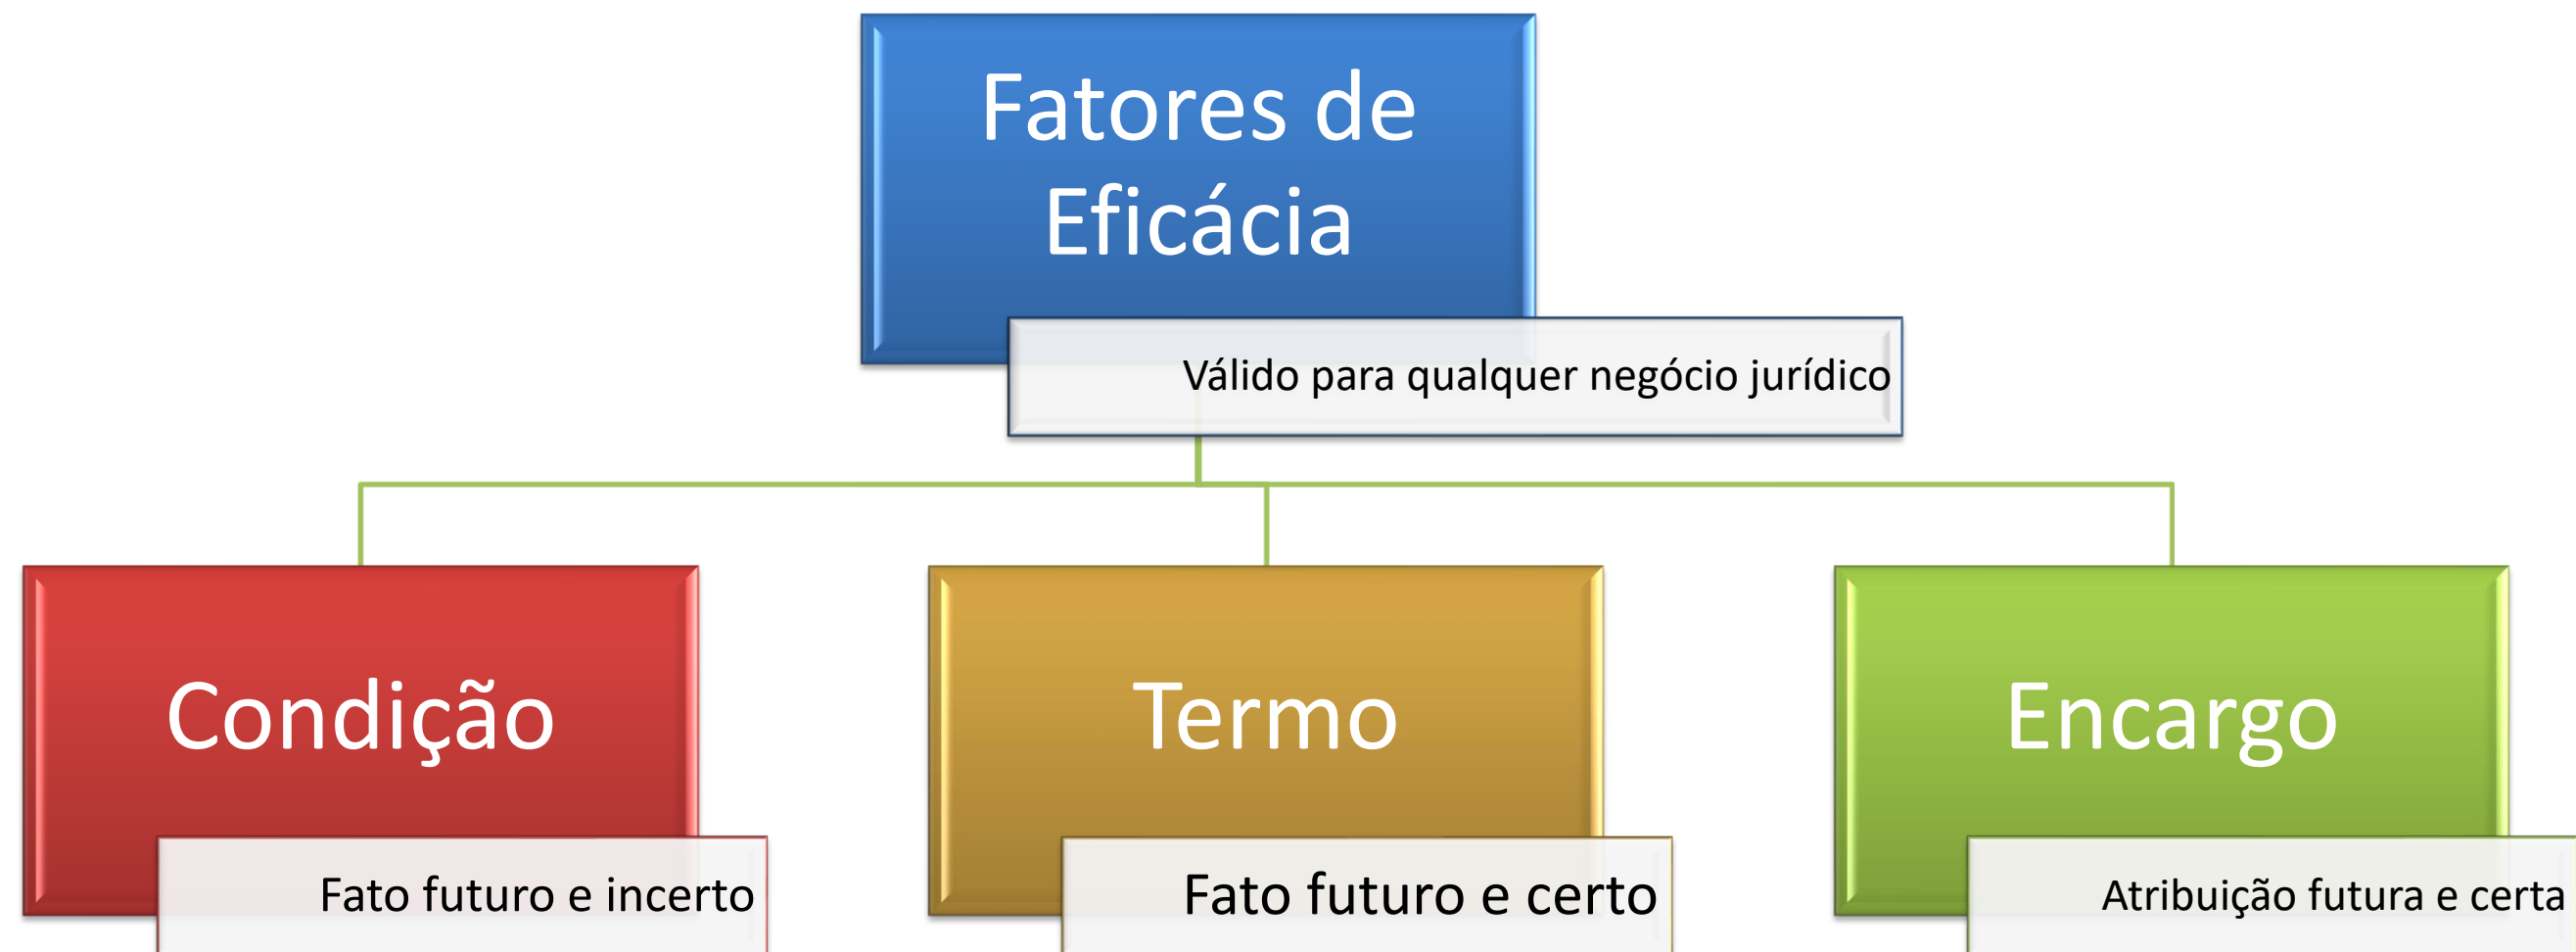 Fatores de
Eficácia
Válido para qualquer negócio jurídico
Condição
Fato futuro e incerto
Termo
Fato futuro e certo
Encargo
Atribuição futura e certa